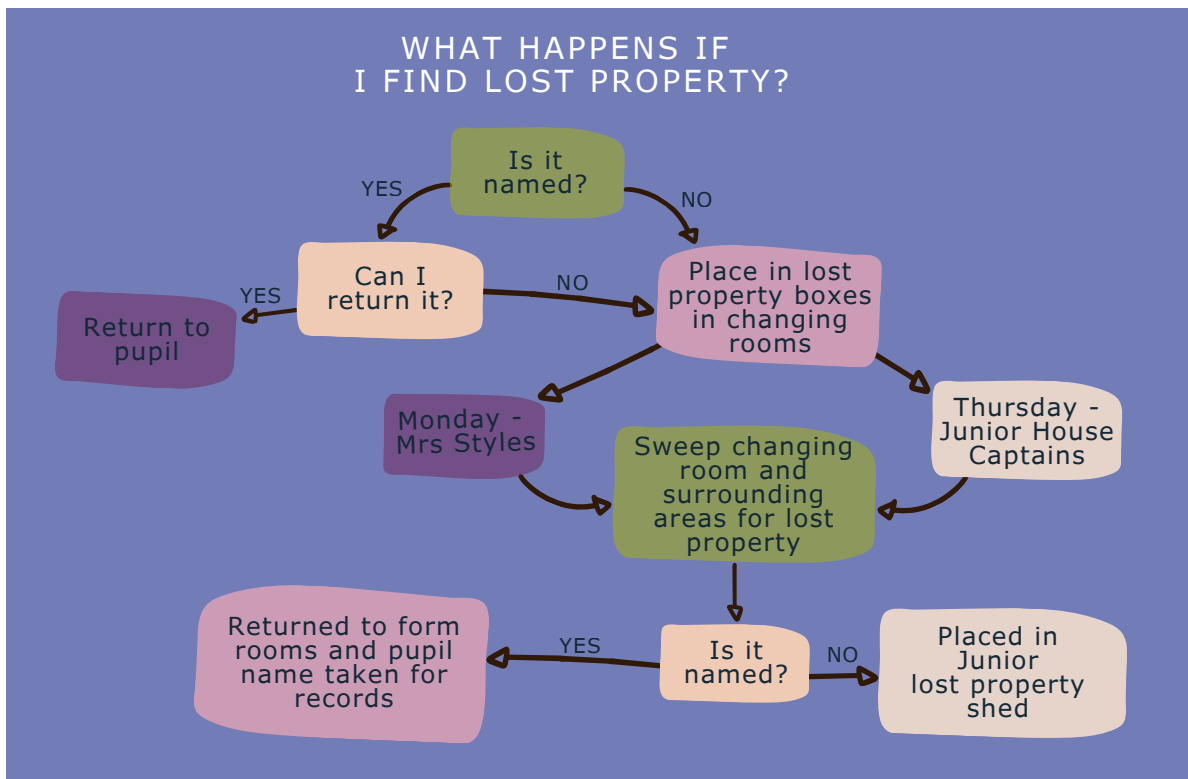 WHAT HAPPENS IF
I FIND LOST PROPERTY?
Is it
named?
YES
NO
Can I
return it?
NO
Place in lost
property boxes
in changing
rooms
YES
Return to
pupil
Monday -
Mrs Styles
Thursday -
Junior House
Captains
Sweep changing
room and
surrounding
areas for lost
property
Returned to form
rooms and pupil
name taken for
records
YES
Is it
named?
NO
Placed in
Junior
lost property
shed